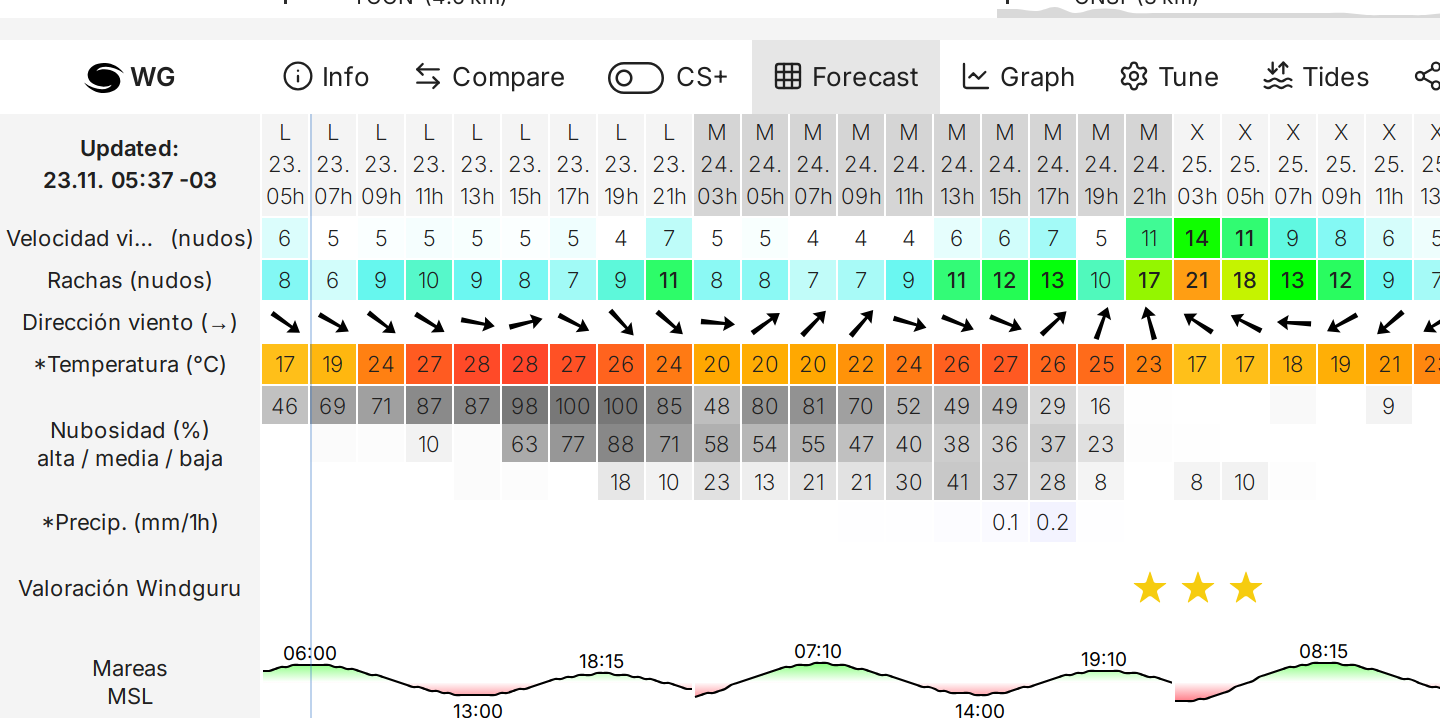 WG Info Compare CS+ Forecast Graph Tune Tides
Updated:
23.11. 05:37 -03
L L L L L L L L L M M M M M M M M M M X X X X X X
23. 23. 23. 23. 23. 23. 23. 23. 23. 24. 24. 24. 24. 24. 24. 24. 24. 24. 24. 25. 25. 25. 25. 25.
05h 07h 09h 11h 13h 15h 17h 19h 21h 03h 05h 07h 09h 11h 13h 15h 17h 19h 21h 03h 05h 07h 09h 11h
Velocidad vi... (nudos) 6 5 5 5 5 5 5 4 7 5 5 4 4 4 6 6 7 5 11 14 11 9 8 6 5
Rachas (nudos) 8 6 9 10 9 8 7 9 11 8 8 7 7 9 11 12 13 10 17 21 18 13 12 9 7
Dirección viento (→)
*Temperatura (°C) 17 19 24 27 28 28 27 26 24 20 20 20 22 24 26 27 26 25 23 17 17 18 19 21
46 69 71 87 87 98 100 100 85 48 80 81 70 52 49 49 29 16 9
Nubosidad (%)
10 63 77 88 71 58 54 55 47 40 38 36 37 23
alta / media / baja
18 10 23 13 21 21 30 41 37 28 8 8 10
*Precip. (mm/1h) 0.1 0.2
Valoración Windguru
06:00 18:15 07:10 19:10 08:15
Mareas
MSL
13:00 14:00